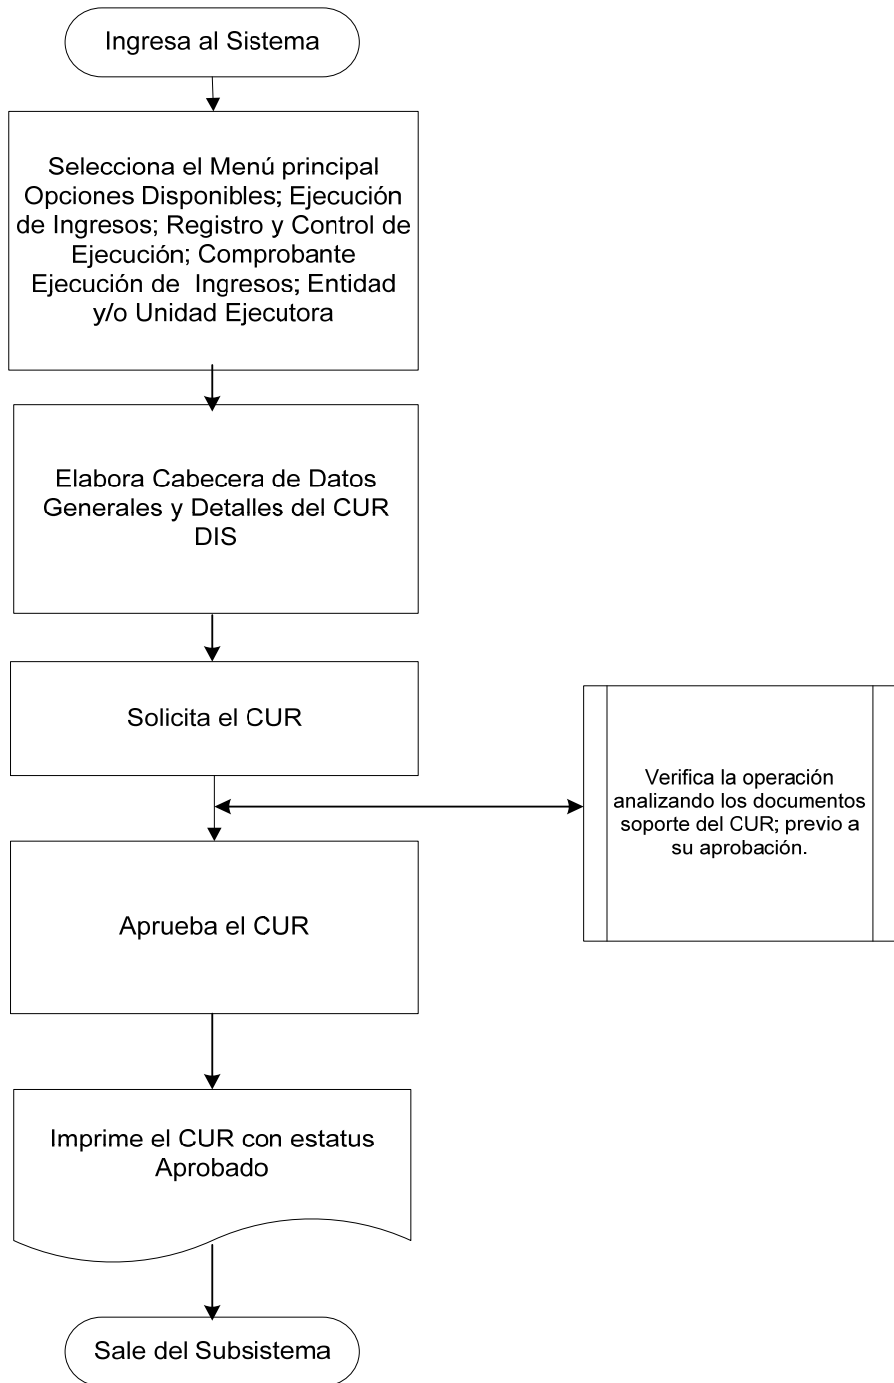 Ingresa al Sistema
Selecciona el Menú principal
Opciones Disponibles; Ejecución
de Ingresos; Registro y Control de
Ejecución; Comprobante
Ejecución de Ingresos; Entidad
y/o Unidad Ejecutora
Elabora Cabecera de Datos
Generales y Detalles del CUR
DIS
Solicita el CUR
Verifica la operación
analizando los documentos
soporte del CUR; previo a
su aprobación.
Aprueba el CUR
Imprime el CUR con estatus
Aprobado
Sale del Subsistema